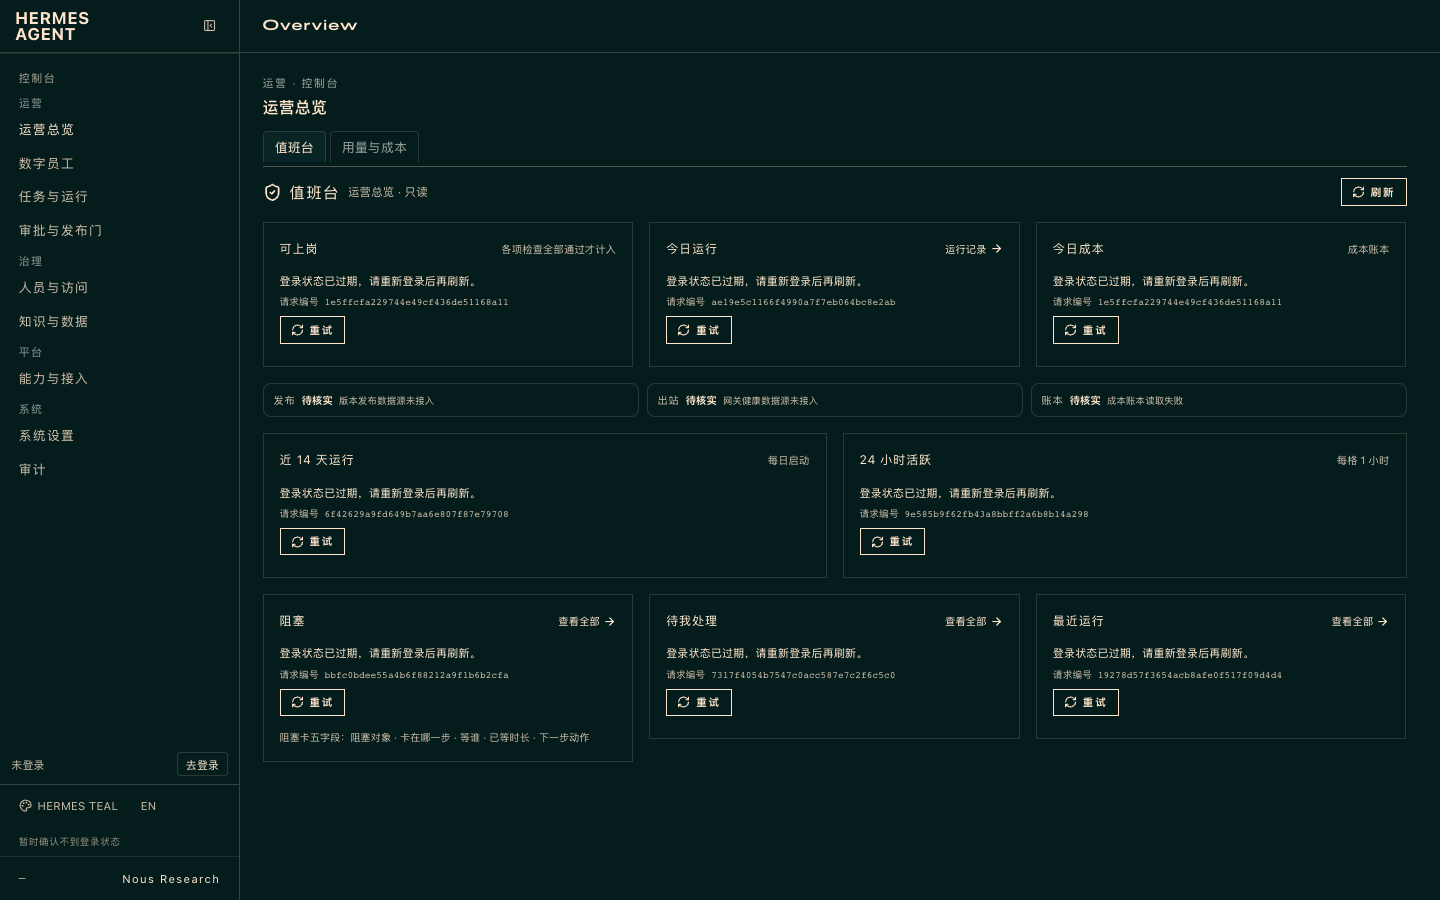 HERMES
AGENT
Overview
控制台
运营
运营总览
数字员工
任务与运行
审批与发布门
治理
人员与访问
知识与数据
平台
能力与接入
系统
系统设置
审计
未登录
去登录
HERMES TEAL EN
暂时确认不到登录状态
— Nous Research
运营 · 控制台
运营总览
值班台 用量与成本
值班台 运营总览 · 只读
刷新
可上岗 各项检查全部通过才计入
登录状态已过期，请重新登录后再刷新。
请求编号 1e5ffcfa229744e49cf436de51168a11
重试
今日运行 运行记录 →
登录状态已过期，请重新登录后再刷新。
请求编号 ae19e5c1166f4990a7f7eb064bc8e2ab
重试
今日成本 成本账本
登录状态已过期，请重新登录后再刷新。
请求编号 1e5ffcfa229744e49cf436de51168a11
重试
发布 待核实 版本发布数据源未接入
出站 待核实 网关健康数据源未接入
账本 待核实 成本账本读取失败
近 14 天运行 每日启动
登录状态已过期，请重新登录后再刷新。
请求编号 6f42629a9fd649b7aa6e807f87e79708
重试
24 小时活跃 每格 1 小时
登录状态已过期，请重新登录后再刷新。
请求编号 9e585b9f62fb43a8bbff2a6b8b14a298
重试
阻塞 查看全部 →
登录状态已过期，请重新登录后再刷新。
请求编号 bbfc0bdee55a4b6f88212a9f1b6b2cfa
重试
阻塞卡五字段：阻塞对象 · 卡在哪一步 · 等谁 · 已等时长 · 下一步动作
待我处理 查看全部 →
登录状态已过期，请重新登录后再刷新。
请求编号 7317f4054b7547c0acc587e7c2f6c5c0
重试
最近运行 查看全部 →
登录状态已过期，请重新登录后再刷新。
请求编号 19278d57f3654acb8afe0f517f09d4d4
重试